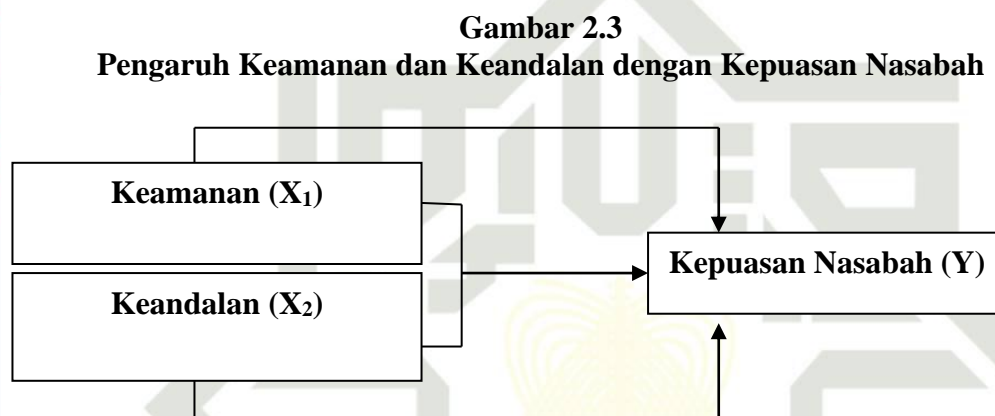 Gambar 2.3
Pengaruh Keamanan dan Keandalan dengan Kepuasan Nasabah
Keamanan (X₁)
Kepuasan Nasabah (Y)
Keandalan (X₂)